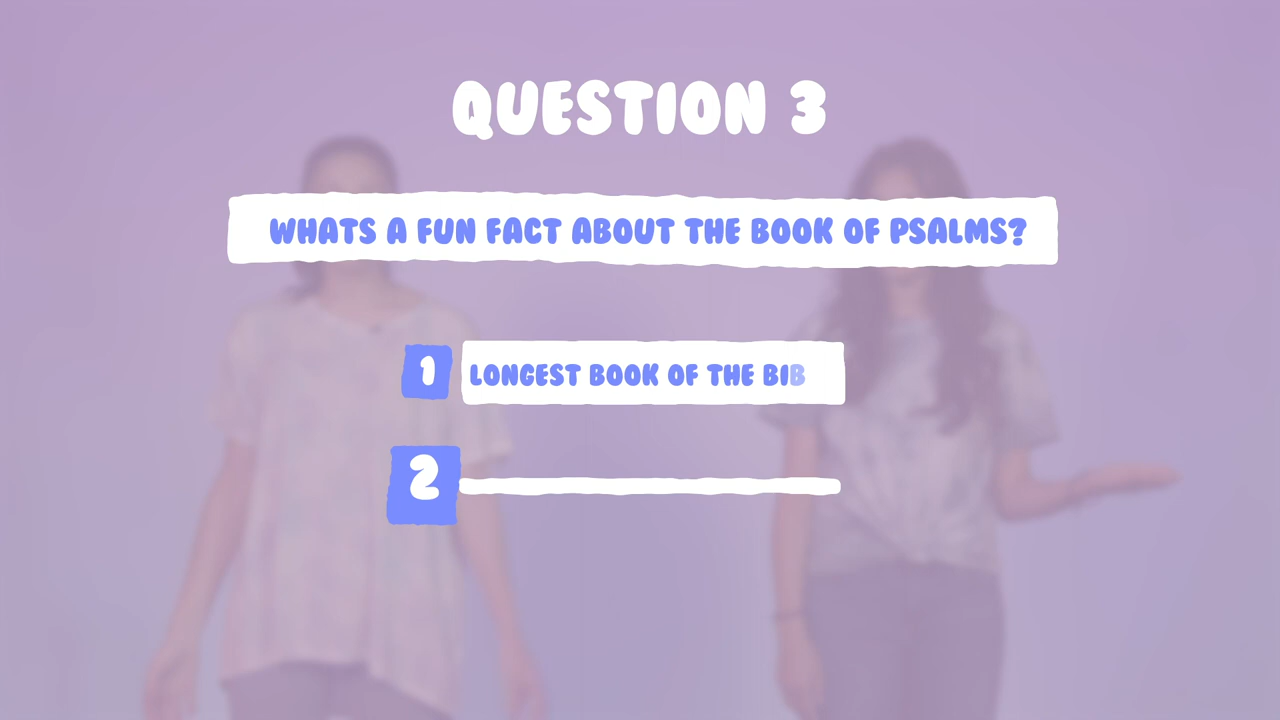 QUESTION 3
WHATS A FUN FACT ABOUT THE BOOK OF PSALMS?
1 LONGEST BOOK OF THE BIB
2